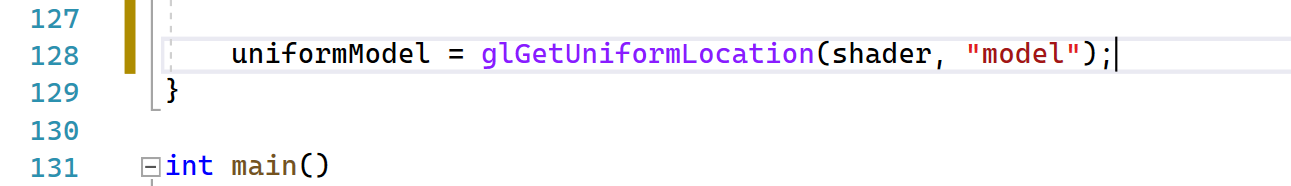 127
128 uniformModel = glGetUniformLocation(shader, "model");
129 }
130
131 int main()